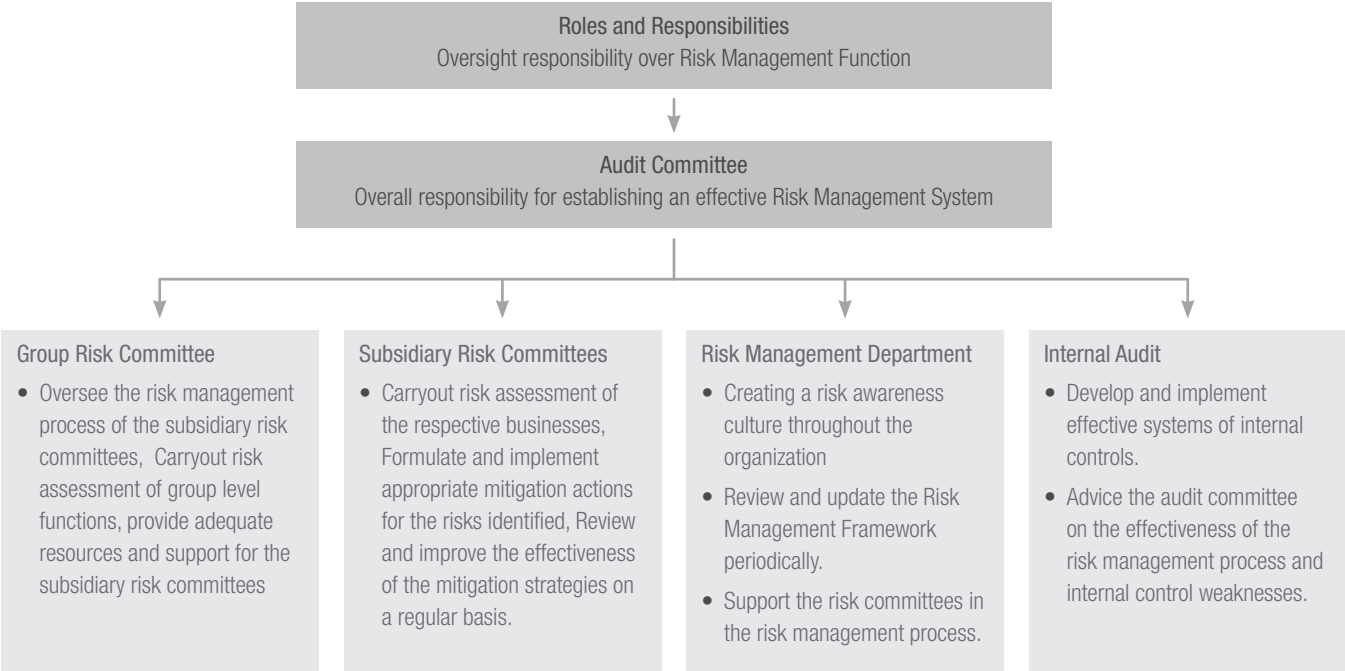 Roles and Responsibilities
Oversight responsibility over Risk Management Function
Audit Committee
Overall responsibility for establishing an effective Risk Management System
Group Risk Committee
• Oversee the risk management
process of the subsidiary risk
committees, Carryout risk
assessment of group level
functions, provide adequate
resources and support for the
subsidiary risk committees
Subsidiary Risk Committees
• Carryout risk assessment of
the respective businesses,
Formulate and implement
appropriate mitigation actions
for the risks identified, Review
and improve the effectiveness
of the mitigation strategies on
a regular basis.
Risk Management Department
• Creating a risk awareness
culture throughout the
organization
• Review and update the Risk
Management Framework
periodically.
• Support the risk committees in
the risk management process.
Internal Audit
• Develop and implement
effective systems of internal
controls.
• Advice the audit committee
on the effectiveness of the
risk management process and
internal control weaknesses.